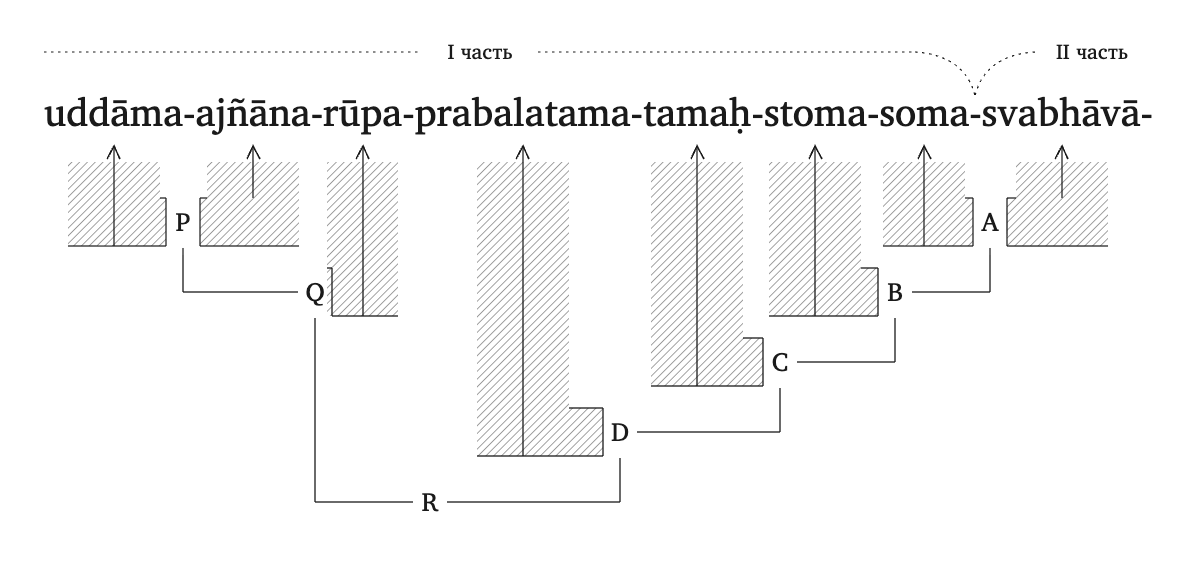 I часть II часть
uddāma-ajñāna-rūpa-prabalatama-tamaḥ-stoma-soma-svabhāvā-
P A
Q B
C
D
R